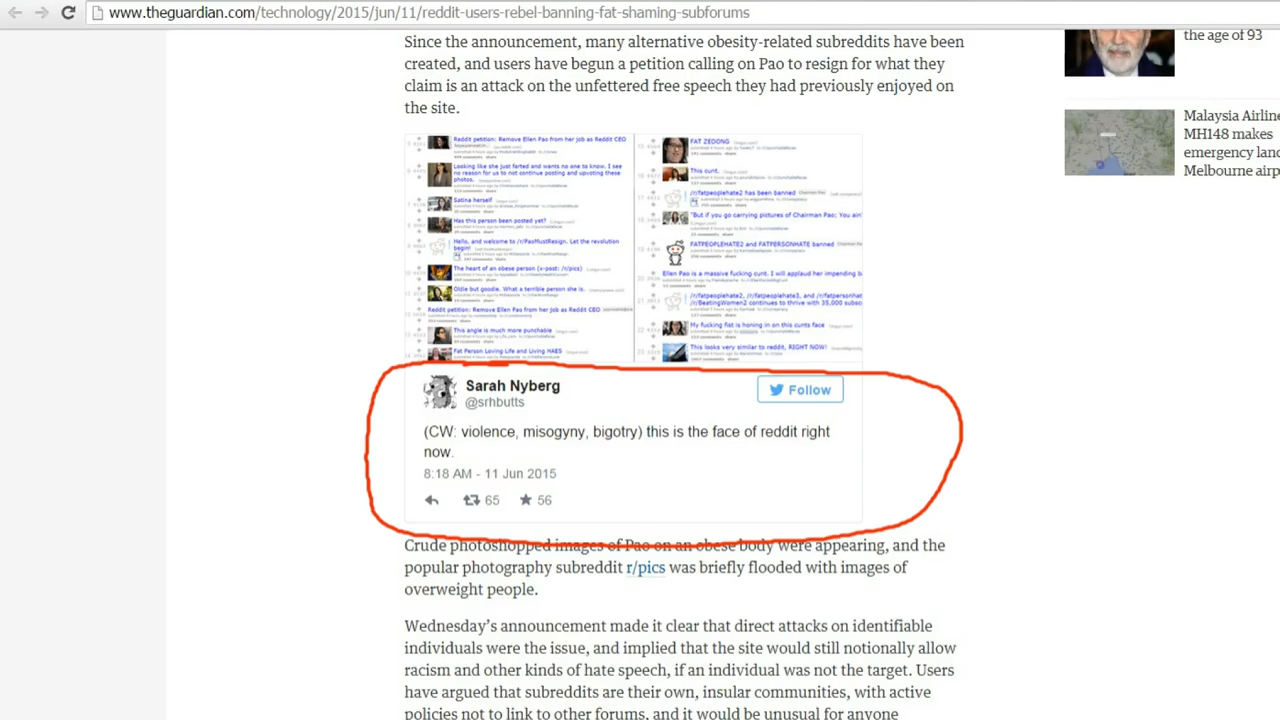 www.theguardian.com/technology/2015/jun/11/reddit-users-rebel-banning-fat-shaming-subforums
Since the announcement, many alternative obesity-related subreddits have been
created, and users have begun a petition calling on Pao to resign for what they
claim is an attack on the unfettered free speech they had previously enjoyed on
the site.
the age of 93
Malaysia Airline
MH148 makes
emergency land
Melbourne airp
Reddit petition: Remove Ellen Pao from her job as Reddit CEO
Looking like she just farted and wants no one to know. I see
no reason for us to not continue posting and upvoting these
photos.
Satina herself
Has this person been posted yet?
Hello, and welcome to /r/PaoMustResign. Let the revolution
begin!
The heart of an obese person (x-post: /r/pics)
Oldie but goodie. What a terrible person she is.
Reddit petition: Remove Ellen Pao from her job as Reddit CEO
This angle is much more punchable
Fat Person Loving Life and Living HAES
FAT ZEDONG
This cunt.
/r/fatpeoplehate2 has been banned
"But if you go carrying pictures of Chairman Pao; You ain'
FATPEOPLEHATE2 and FATPERSONHATE banned
Ellen Pao is a massive fucking cunt. I will applaud her impending b
/r/fatpeoplehate2, /r/fatpeoplehate3, and /r/fatpersonhat
/r/BeatingWomen2 continues to thrive with 35,000 subsc
My fucking fist is honing in on this cunts face
This looks very similar to reddit, RIGHT NOW!
Sarah Nyberg
@srhbutts
Follow
(CW: violence, misogyny, bigotry) this is the face of reddit right
now.
8:18 AM - 11 Jun 2015
65 56
Crude photoshopped images of Pao on an obese body were appearing, and the
popular photography subreddit r/pics was briefly flooded with images of
overweight people.
Wednesday's announcement made it clear that direct attacks on identifiable
individuals were the issue, and implied that the site would still notionally allow
racism and other kinds of hate speech, if an individual was not the target. Users
have argued that subreddits are their own, insular communities, with active
policies not to link to other forums, and it would be unusual for anyone